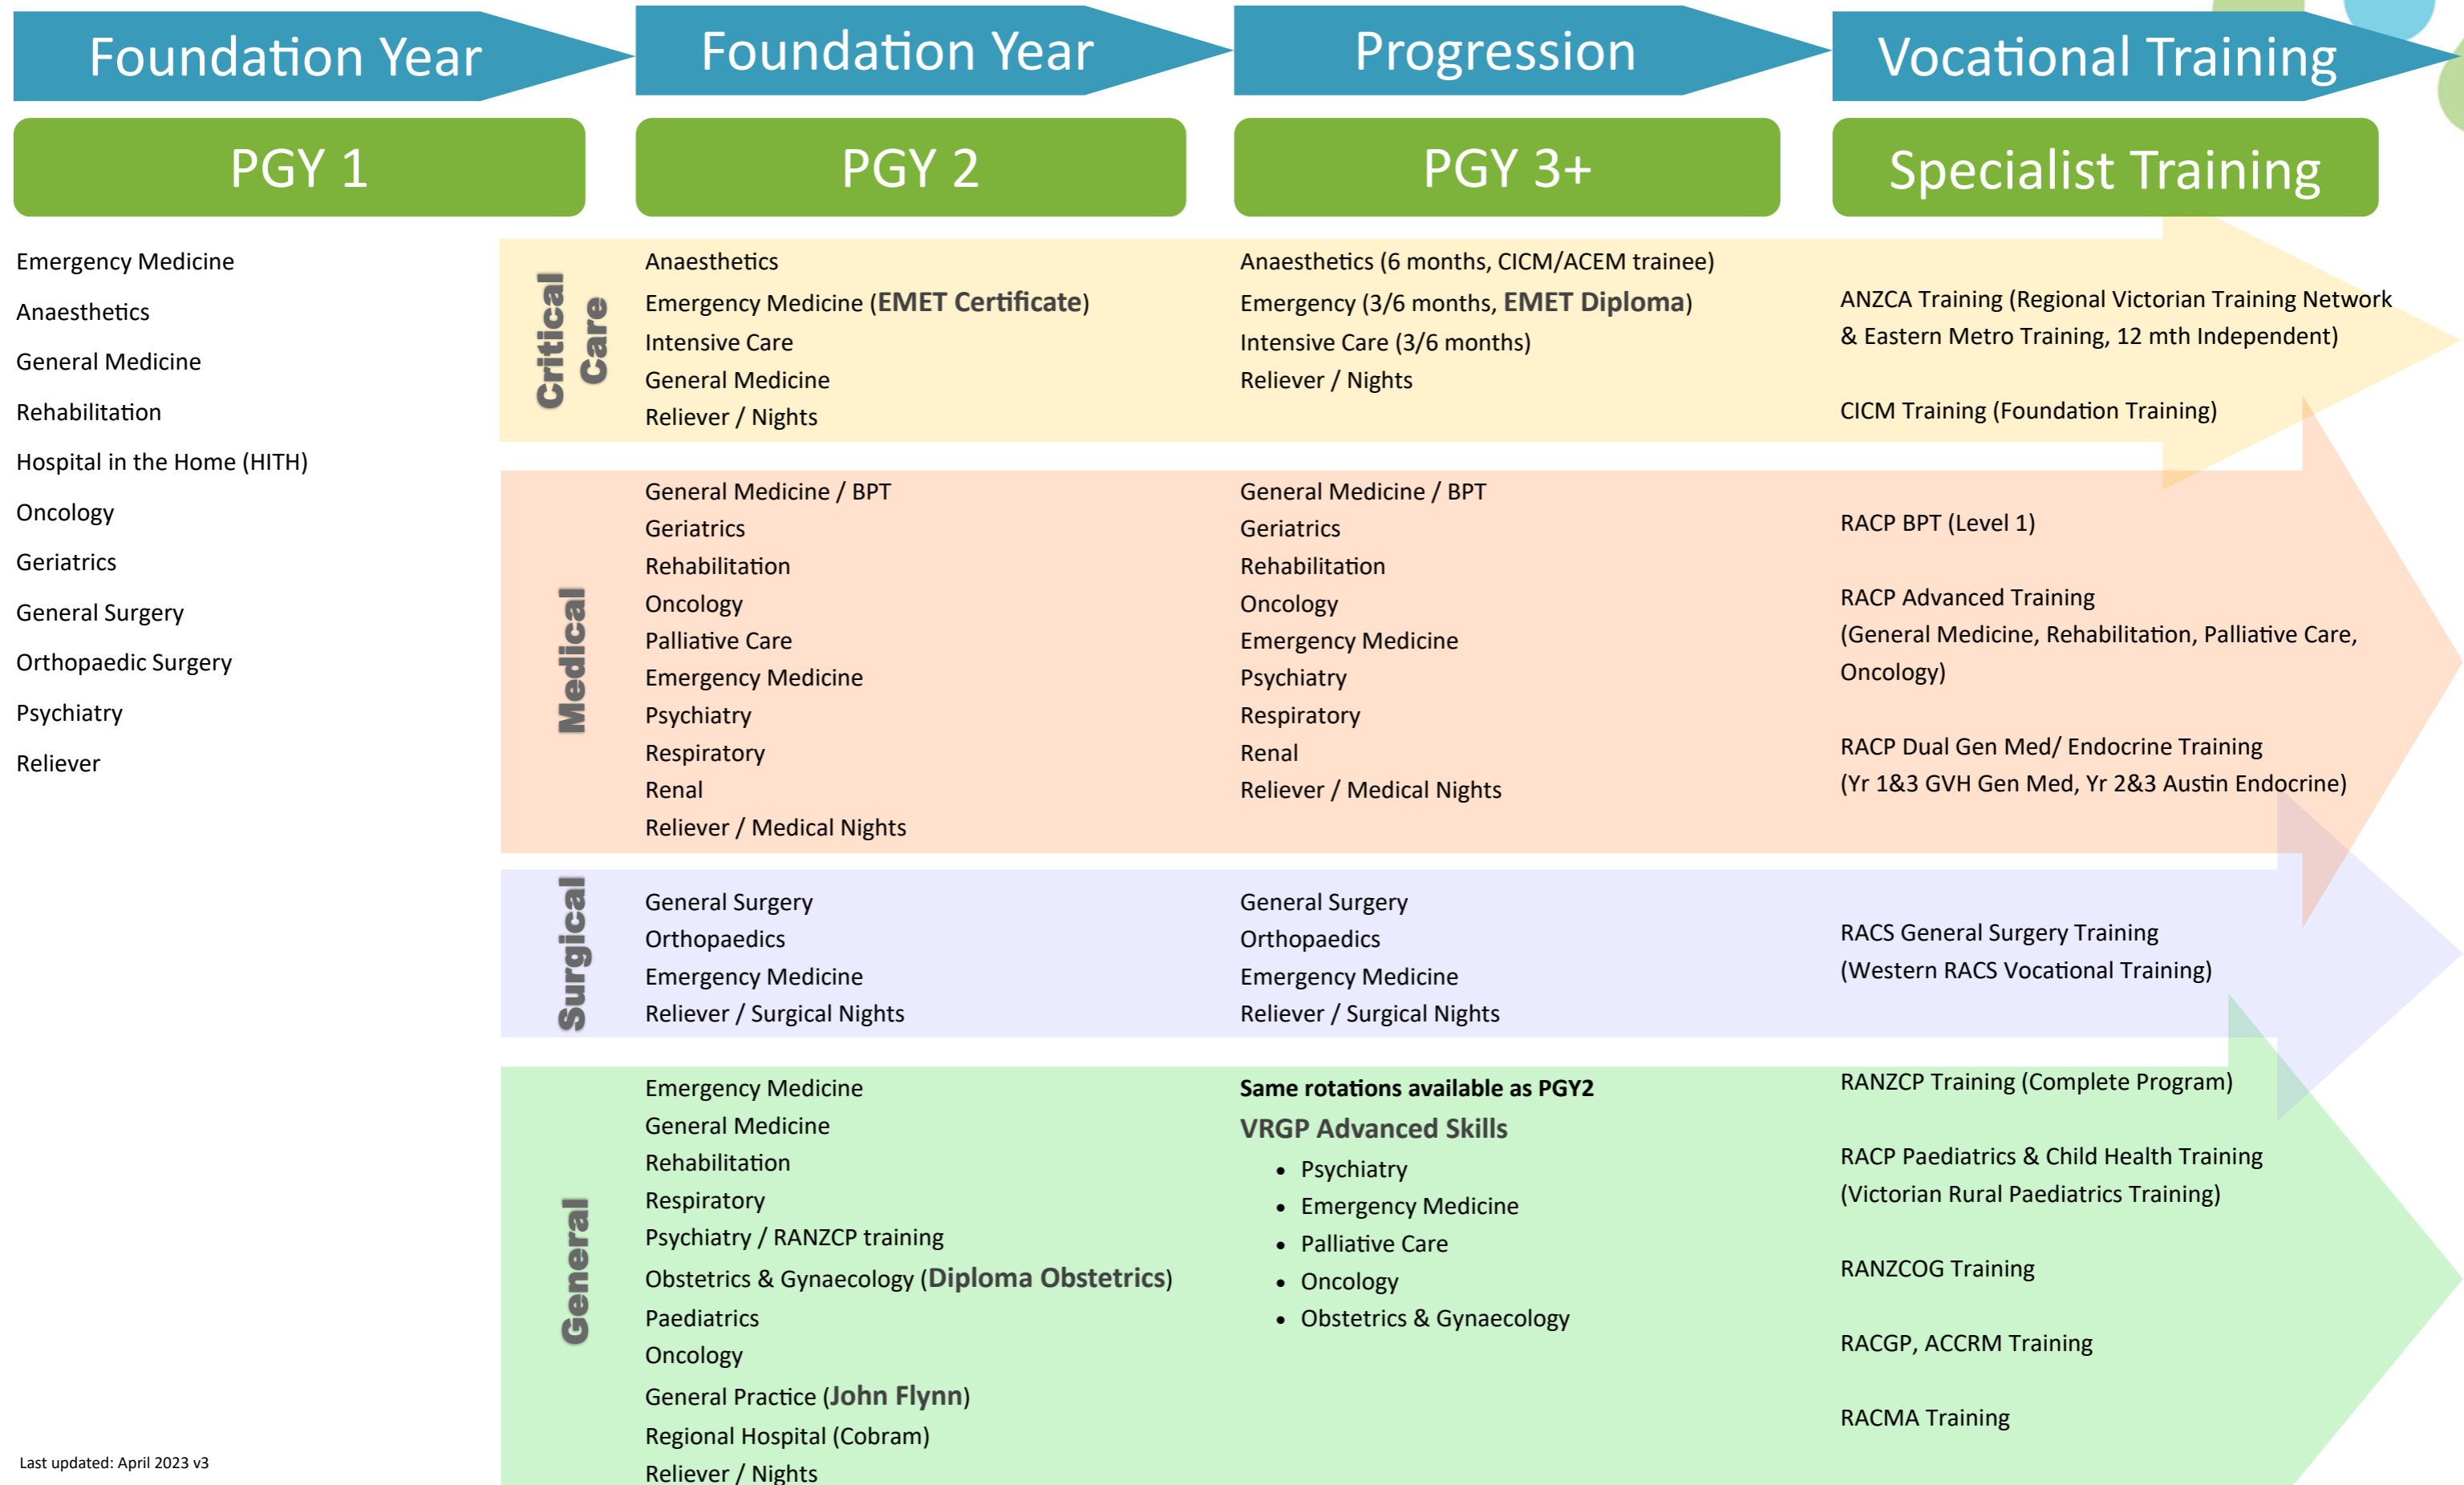 Foundation Year
Foundation Year
Progression
Vocational Training
PGY 1
PGY 2
PGY 3+
Specialist Training
Emergency Medicine
Anaesthetics
General Medicine
Rehabilitation
Hospital in the Home (HITH)
Oncology
Geriatrics
General Surgery
Orthopaedic Surgery
Psychiatry
Reliever
Critical
Care
Anaesthetics
Emergency Medicine (EMET Certificate)
Intensive Care
General Medicine
Reliever / Nights
Anaesthetics (6 months, CICM/ACEM trainee)
Emergency (3/6 months, EMET Diploma)
Intensive Care (3/6 months)
Reliever / Nights
ANZCA Training (Regional Victorian Training Network
& Eastern Metro Training, 12 mth Independent)
CICM Training (Foundation Training)
Medical
General Medicine / BPT
Geriatrics
Rehabilitation
Oncology
Palliative Care
Emergency Medicine
Psychiatry
Respiratory
Renal
Reliever / Medical Nights
General Medicine / BPT
Geriatrics
Rehabilitation
Oncology
Emergency Medicine
Psychiatry
Respiratory
Renal
Reliever / Medical Nights
RACP BPT (Level 1)
RACP Advanced Training
(General Medicine, Rehabilitation, Palliative Care,
Oncology)
RACP Dual Gen Med/ Endocrine Training
(Yr 1&3 GVH Gen Med, Yr 2&3 Austin Endocrine)
Surgical
General Surgery
Orthopaedics
Emergency Medicine
Reliever / Surgical Nights
General Surgery
Orthopaedics
Emergency Medicine
Reliever / Surgical Nights
RACS General Surgery Training
(Western RACS Vocational Training)
General
Emergency Medicine
General Medicine
Rehabilitation
Respiratory
Psychiatry / RANZCP training
Obstetrics & Gynaecology (Diploma Obstetrics)
Paediatrics
Oncology
General Practice (John Flynn)
Regional Hospital (Cobram)
Reliever / Nights
Same rotations available as PGY2
VRGP Advanced Skills
• Psychiatry
• Emergency Medicine
• Palliative Care
• Oncology
• Obstetrics & Gynaecology
RANZCP Training (Complete Program)
RACP Paediatrics & Child Health Training
(Victorian Rural Paediatrics Training)
RANZCOG Training
RACGP, ACCRM Training
RACMA Training
Last updated: April 2023 v3